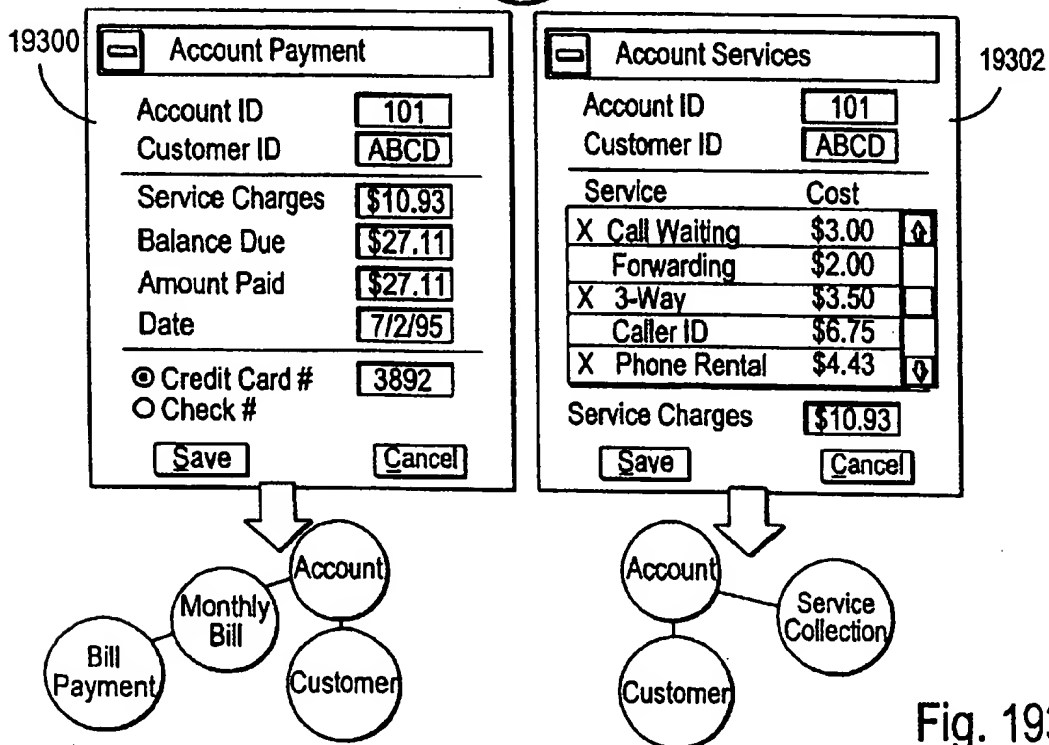 19300
Account Payment
Account ID 101
Customer ID ABCD
Service Charges $10.93
Balance Due $27.11
Amount Paid $27.11
Date 7/2/95
Credit Card # 3892
Check #
Save Cancel
Account
Monthly
Bill
Bill
Payment
Customer
19302
Account Services
Account ID 101
Customer ID ABCD
Service Cost
X Call Waiting $3.00
Forwarding $2.00
X 3-Way $3.50
Caller ID $6.75
X Phone Rental $4.43
Service Charges $10.93
Save Cancel
Account
Service
Collection
Customer
Fig. 193